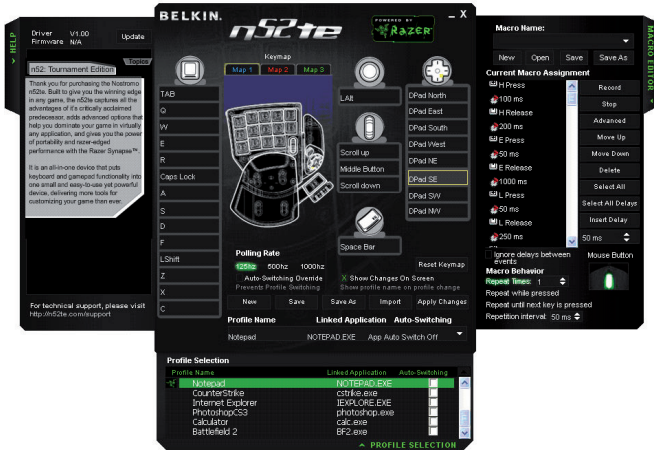 HELP
Driver V1.00
Firmware N/A
Update
Topics
n52: Tournament Edition
Thank you for purchasing the Nostromo
n52te. Built to give you the winning edge
in any game, the n52te captures all the
advantages of it's critically acclaimed
predecessor, adds advanced options that
help you dominate your game in virtually
any application, and gives you the power
of portability and razer-edged
performance with the Razer Synapse™.
It is an all-in-one device that puts
keyboard and gamepad functionality into
one small and easy-to-use yet powerful
device, delivering more tools for
customizing your game than ever.
For technical support, please visit
http://n52te.com/support
BELKIN.
n52te
POWERED BY
RAZER
_ X
Keymap
Map 1 Map 2 Map 3
TAB
Q
W
E
R
Caps Lock
A
S
D
F
LShift
Z
X
C
LAlt
Scroll up
Middle Button
Scroll down
Space Bar
DPad North
DPad East
DPad South
DPad West
DPad NE
DPad SE
DPad SW
DPad NW
Polling Rate
125hz 500hz 1000hz
Auto-Switching Override
Prevents Profile Switching
Reset Keymap
X Show Changes On Screen
Show profile name on profile change
New Save Save As Import Apply Changes
Profile Name Linked Application Auto-Switching
Notepad NOTEPAD.EXE App Auto Switch Off
Profile Selection
Profile Name Linked Application Auto-Switching
Notepad NOTEPAD.EXE
CounterStrike cstrike.exe
Internet Explorer IEXPLORE.EXE
PhotoshopCS3 photoshop.exe
Calculator calc.exe
Battlefield 2 BF2.exe
PROFILE SELECTION
MACRO EDITOR
Macro Name:
New Open Save Save As
Current Macro Assignment
H Press
100 ms
H Release
200 ms
E Press
50 ms
E Release
1000 ms
L Press
50 ms
L Release
250 ms
Record
Stop
Advanced
Move Up
Move Down
Delete
Select All
Select All Delays
Insert Delay
50 ms
Ignore delays between
events
Mouse Button
Macro Behavior
Repeat Times: 1
Repeat while pressed
Repeat until next key is pressed
Repetition interval: 50 ms